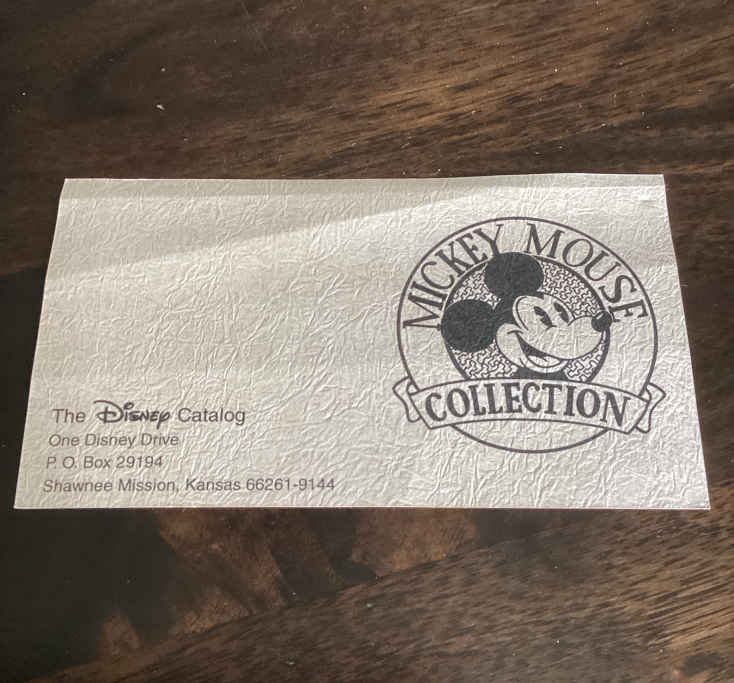 MICKEY MOUSE
COLLECTION
The Disney Catalog
One Disney Drive
P.O. Box 29194
Shawnee Mission, Kansas 66261-9144